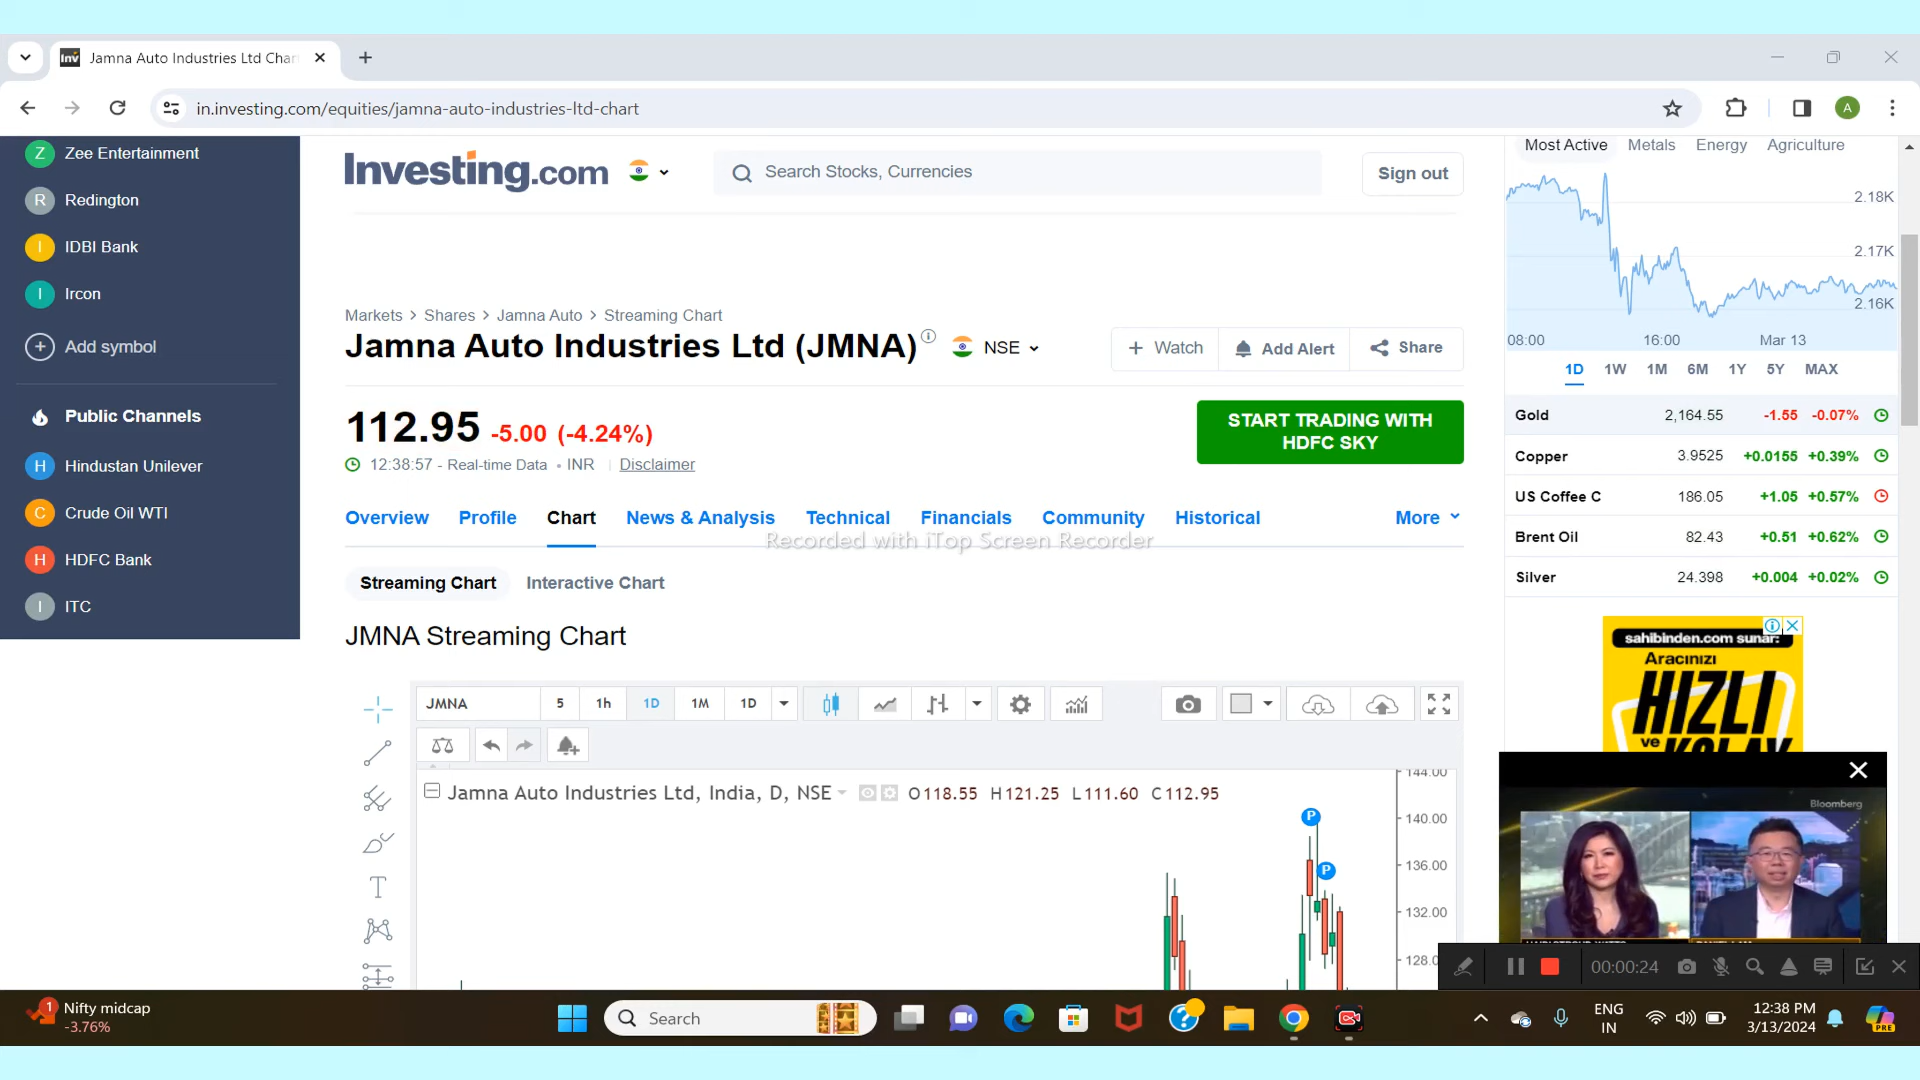 Jamna Auto Industries Ltd Char
in.investing.com/equities/jamna-auto-industries-ltd-chart
A
Z Zee Entertainment
R Redington
I IDBI Bank
I Ircon
+ Add symbol
Public Channels
H Hindustan Unilever
C Crude Oil WTI
H HDFC Bank
I ITC
Investing.com
Search Stocks, Currencies
Sign out
Markets > Shares > Jamna Auto > Streaming Chart
Jamna Auto Industries Ltd (JMNA)
NSE
+ Watch
Add Alert
Share
112.95 -5.00 (-4.24%)
12:38:57 - Real-time Data • INR | Disclaimer
START TRADING WITH
HDFC SKY
Overview Profile Chart News & Analysis Technical Financials Community Historical More
Recorded with iTop Screen Recorder
Streaming Chart Interactive Chart
JMNA Streaming Chart
JMNA 5 1h 1D 1M 1D
Jamna Auto Industries Ltd, India, D, NSE O118.55 H121.25 L111.60 C112.95
P
P
144.00
140.00
136.00
132.00
128.0
Most Active Metals Energy Agriculture
2.18K
2.17K
2.16K
08:00 16:00 Mar 13
1D 1W 1M 6M 1Y 5Y MAX
Gold 2,164.55 -1.55 -0.07%
Copper 3.9525 +0.0155 +0.39%
US Coffee C 186.05 +1.05 +0.57%
Brent Oil 82.43 +0.51 +0.62%
Silver 24.398 +0.004 +0.02%
sahibinden.com sunar:
Aracınızı
HIZLI
ve KOLAY
Bloomberg
00:00:24
1
Nifty midcap
-3.76%
Search
ENG
IN
12:38 PM
3/13/2024
PRE